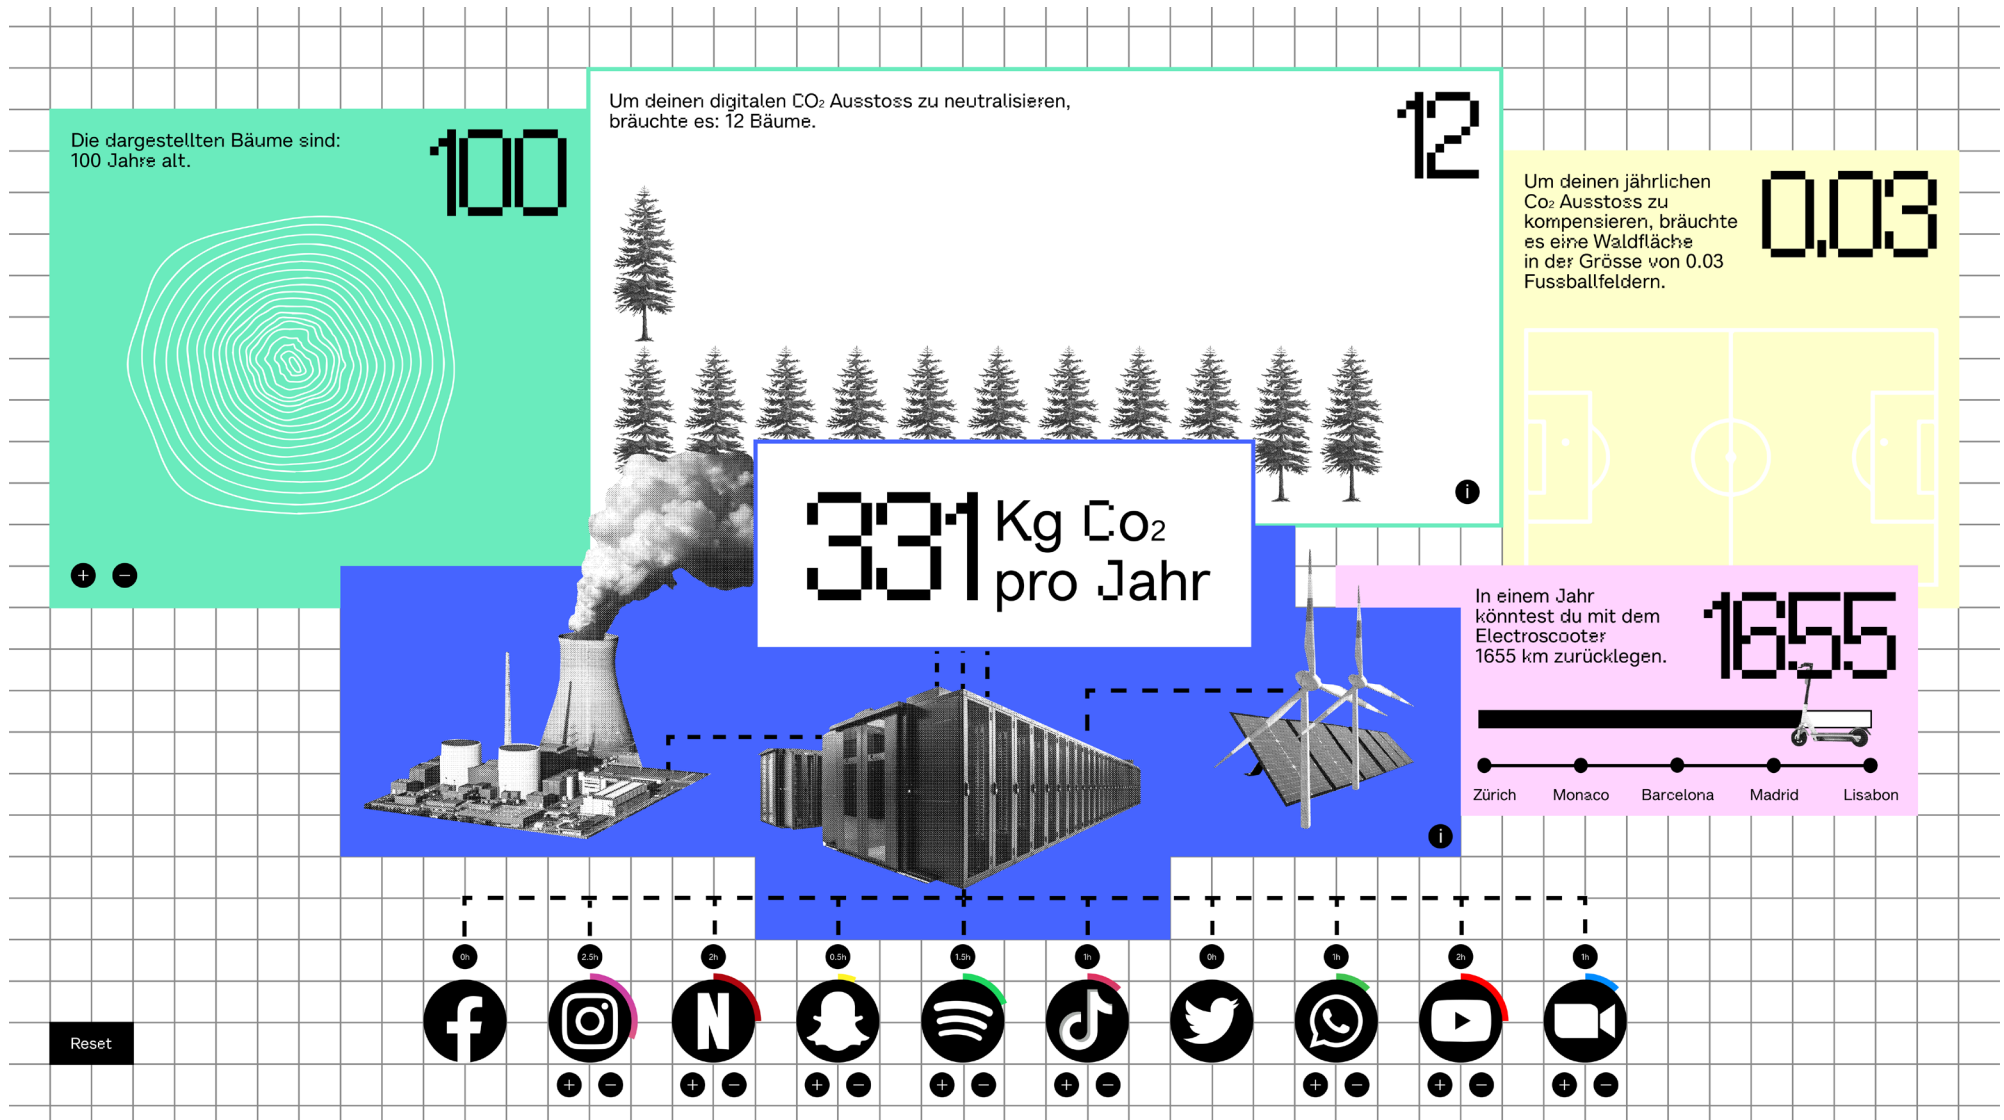 Die dargestellten Bäume sind:
100 Jahre alt.
100
Um deinen digitalen CO₂ Ausstoss zu neutralisieren,
bräuchte es: 12 Bäume.
12
Um deinen jährlichen
Co₂ Ausstoss zu
kompensieren, bräuchte
es eine Waldfläche
in der Grösse von 0.03
Fussballfeldern.
0.03
331 Kg Co₂
pro Jahr
i
In einem Jahr
könntest du mit dem
Electroscooter
1655 km zurücklegen.
1655
Zürich Monaco Barcelona Madrid Lisabon
i
0h 2.5h 2h 0.5h 1.5h 1h 0h 1h 2h 1h
Reset